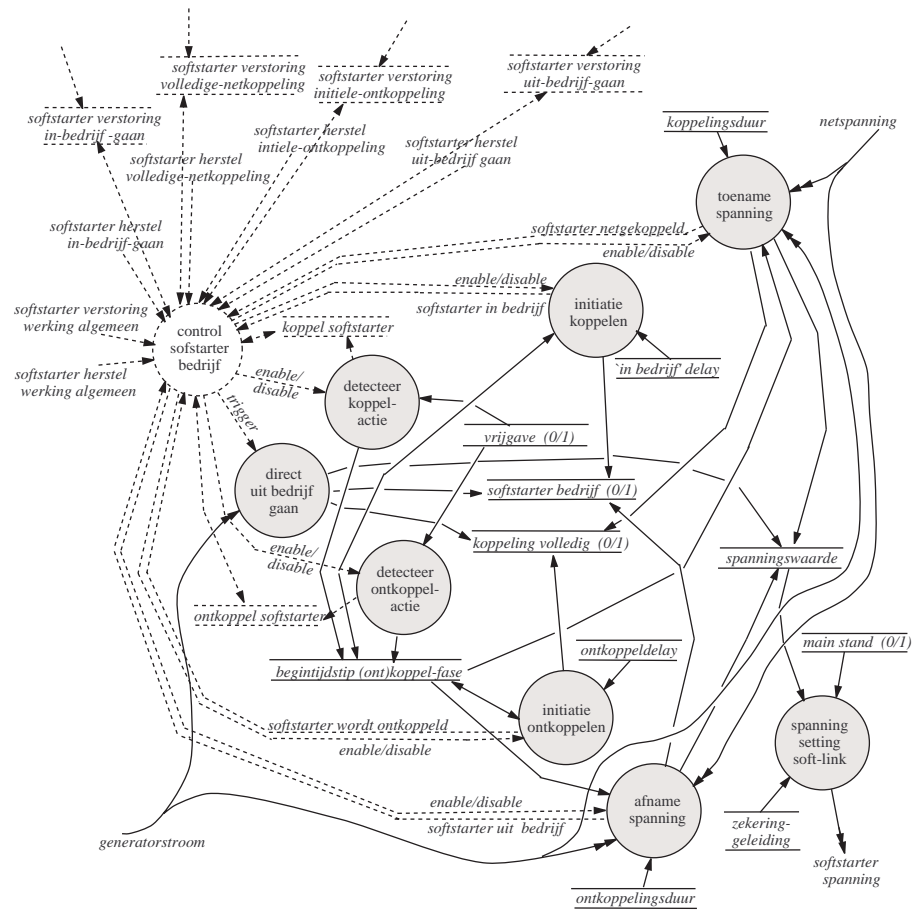 softstarter verstoring
volledige-netkoppeling
softstarter verstoring
initiele-ontkoppeling
softstarter verstoring
uit-bedrijf-gaan
softstarter verstoring
in-bedrijf -gaan
koppelingsduur
netspanning
softstarter herstel
intiele-ontkoppeling
softstarter herstel
uit-bedrijf gaan
softstarter herstel
volledige-netkoppeling
toename
spanning
softstarter herstel
in-bedrijf-gaan
softstarter netgekoppeld
enable/disable
enable/disable
softstarter in bedrijf
initiatie
koppelen
softstarter verstoring
werking algemeen
koppel softstarter
control
sofstarter
bedrijf
softstarter herstel
werking algemeen
'in bedrijf' delay
enable/
disable
detecteer
koppel-
actie
trigger
vrijgave (0/1)
direct
uit bedrijf
gaan
softstarter bedrijf (0/1)
koppeling volledig (0/1)
spanningswaarde
enable/
disable
detecteer
ontkoppel-
actie
ontkoppel softstarter
main stand (0/1)
ontkoppeldelay
begintijdstip (ont)koppel-fase
initiatie
ontkoppelen
softstarter wordt ontkoppeld
enable/disable
spanning
setting
soft-link
enable/disable
softstarter uit bedrijf
afname
spanning
zekering-
geleiding
generatorstroom
softstarter
spanning
ontkoppelingsduur